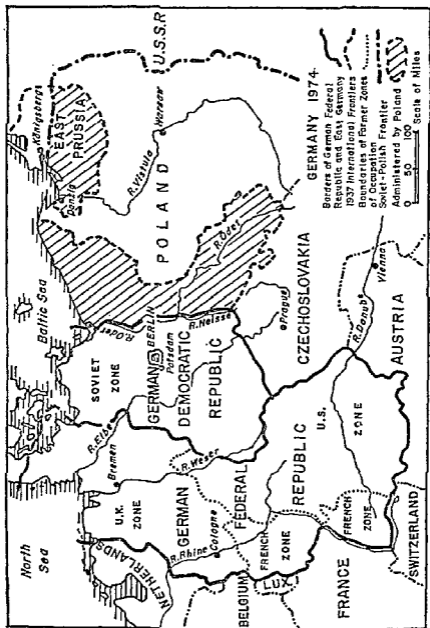 North
Sea
Baltic Sea
U.S.S.R
Königsberg
EAST
PRUSSIA
Danzig
R.Vistula
Warsaw
POLAND
R.Oder
R.Oder
R.Neisse
SOVIET
ZONE
BERLIN
Potsdam
GERMAN
DEMOCRATIC
REPUBLIC
R.Elbe
Bremen
R.Weser
U.K.
ZONE
NETHERLANDS
GERMAN
FEDERAL
REPUBLIC
R.Rhine
Cologne
BELGIUM
LUX
FRENCH
ZONE
FRENCH
ZONE
U.S.
ZONE
FRANCE
SWITZERLAND
Prague
CZECHOSLOVAKIA
R.Danube
Vienna
AUSTRIA
GERMANY 1974
Borders of German Federal
Republic and East Germany
1937 International Frontiers
Boundaries of Former Zones
of Occupation
Soviet-Polish Frontier
Administered by Poland
0 50 100
Scale of Miles